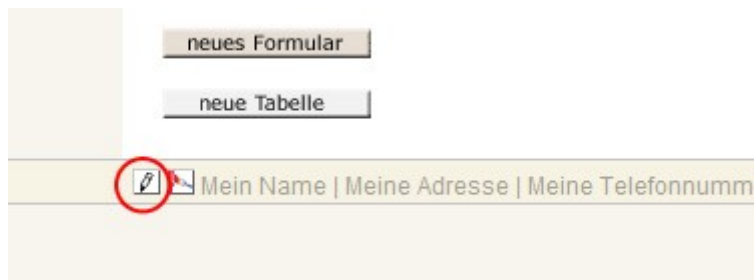 neues Formular
neue Tabelle
Mein Name | Meine Adresse | Meine Telefonnumm